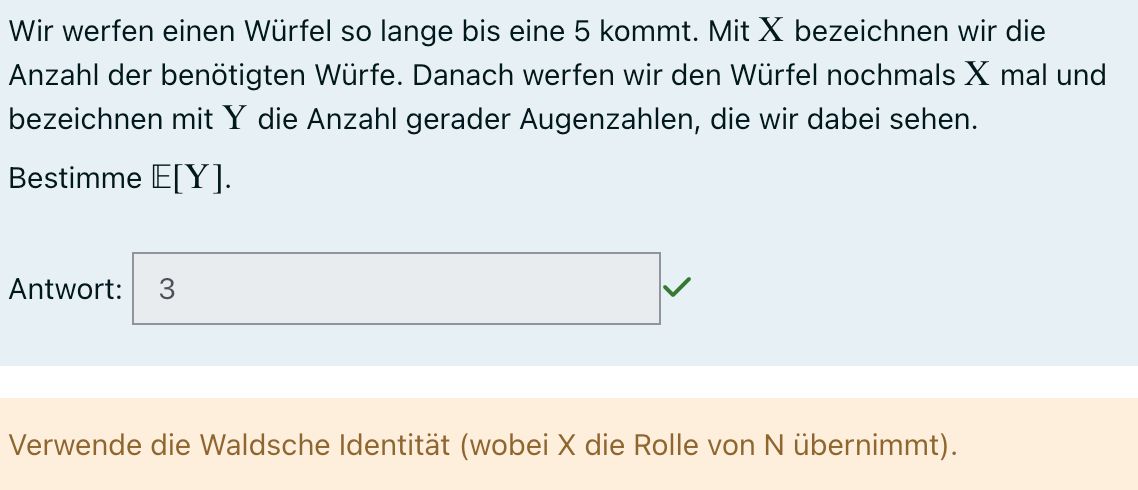 Wir werfen einen Würfel so lange bis eine 5 kommt. Mit X bezeichnen wir die
Anzahl der benötigten Würfe. Danach werfen wir den Würfel nochmals X mal und
bezeichnen mit Y die Anzahl gerader Augenzahlen, die wir dabei sehen.
Bestimme 𝔼[Y].
Antwort: 3
Verwende die Waldsche Identität (wobei X die Rolle von N übernimmt).